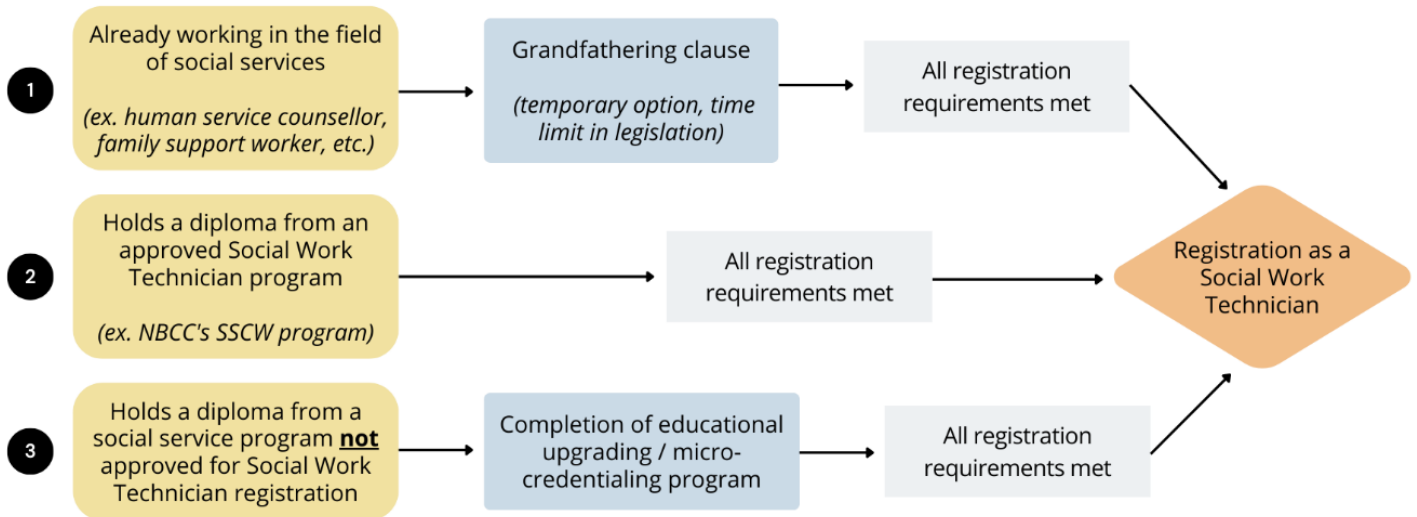 1
Already working in the field
of social services
(ex. human service counsellor,
family support worker, etc.)
Grandfathering clause
(temporary option, time
limit in legislation)
All registration
requirements met
2
Holds a diploma from an
approved Social Work
Technician program
(ex. NBCC's SSCW program)
All registration
requirements met
Registration as a
Social Work
Technician
3
Holds a diploma from a
social service program not
approved for Social Work
Technician registration
Completion of educational
upgrading / micro-
credentialing program
All registration
requirements met